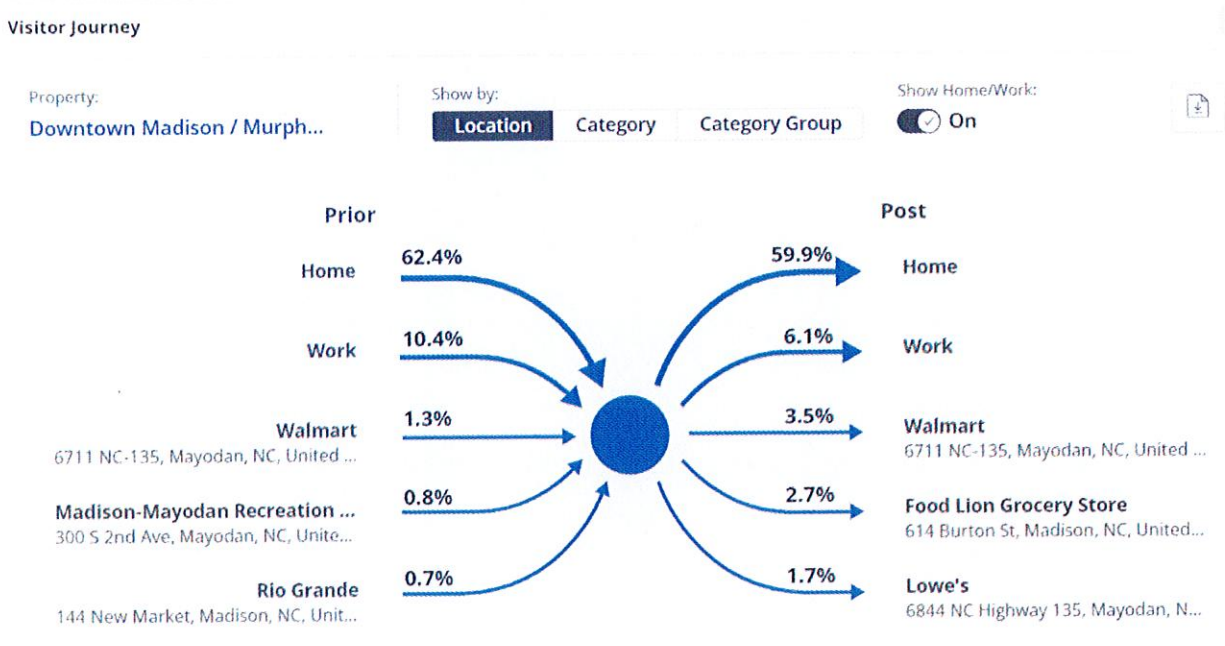 Visitor Journey
Property:
Downtown Madison / Murph...
Show by:
Location Category Category Group
Show Home/Work:
On
Prior
Post
62.4%
Home
10.4%
Work
1.3%
Walmart
6711 NC-135, Mayodan, NC, United ...
0.8%
Madison-Mayodan Recreation ...
300 S 2nd Ave, Mayodan, NC, Unite...
0.7%
Rio Grande
144 New Market, Madison, NC, Unit...
59.9%
Home
6.1%
Work
3.5%
Walmart
6711 NC-135, Mayodan, NC, United ...
2.7%
Food Lion Grocery Store
614 Burton St, Madison, NC, United...
1.7%
Lowe's
6844 NC Highway 135, Mayodan, N...